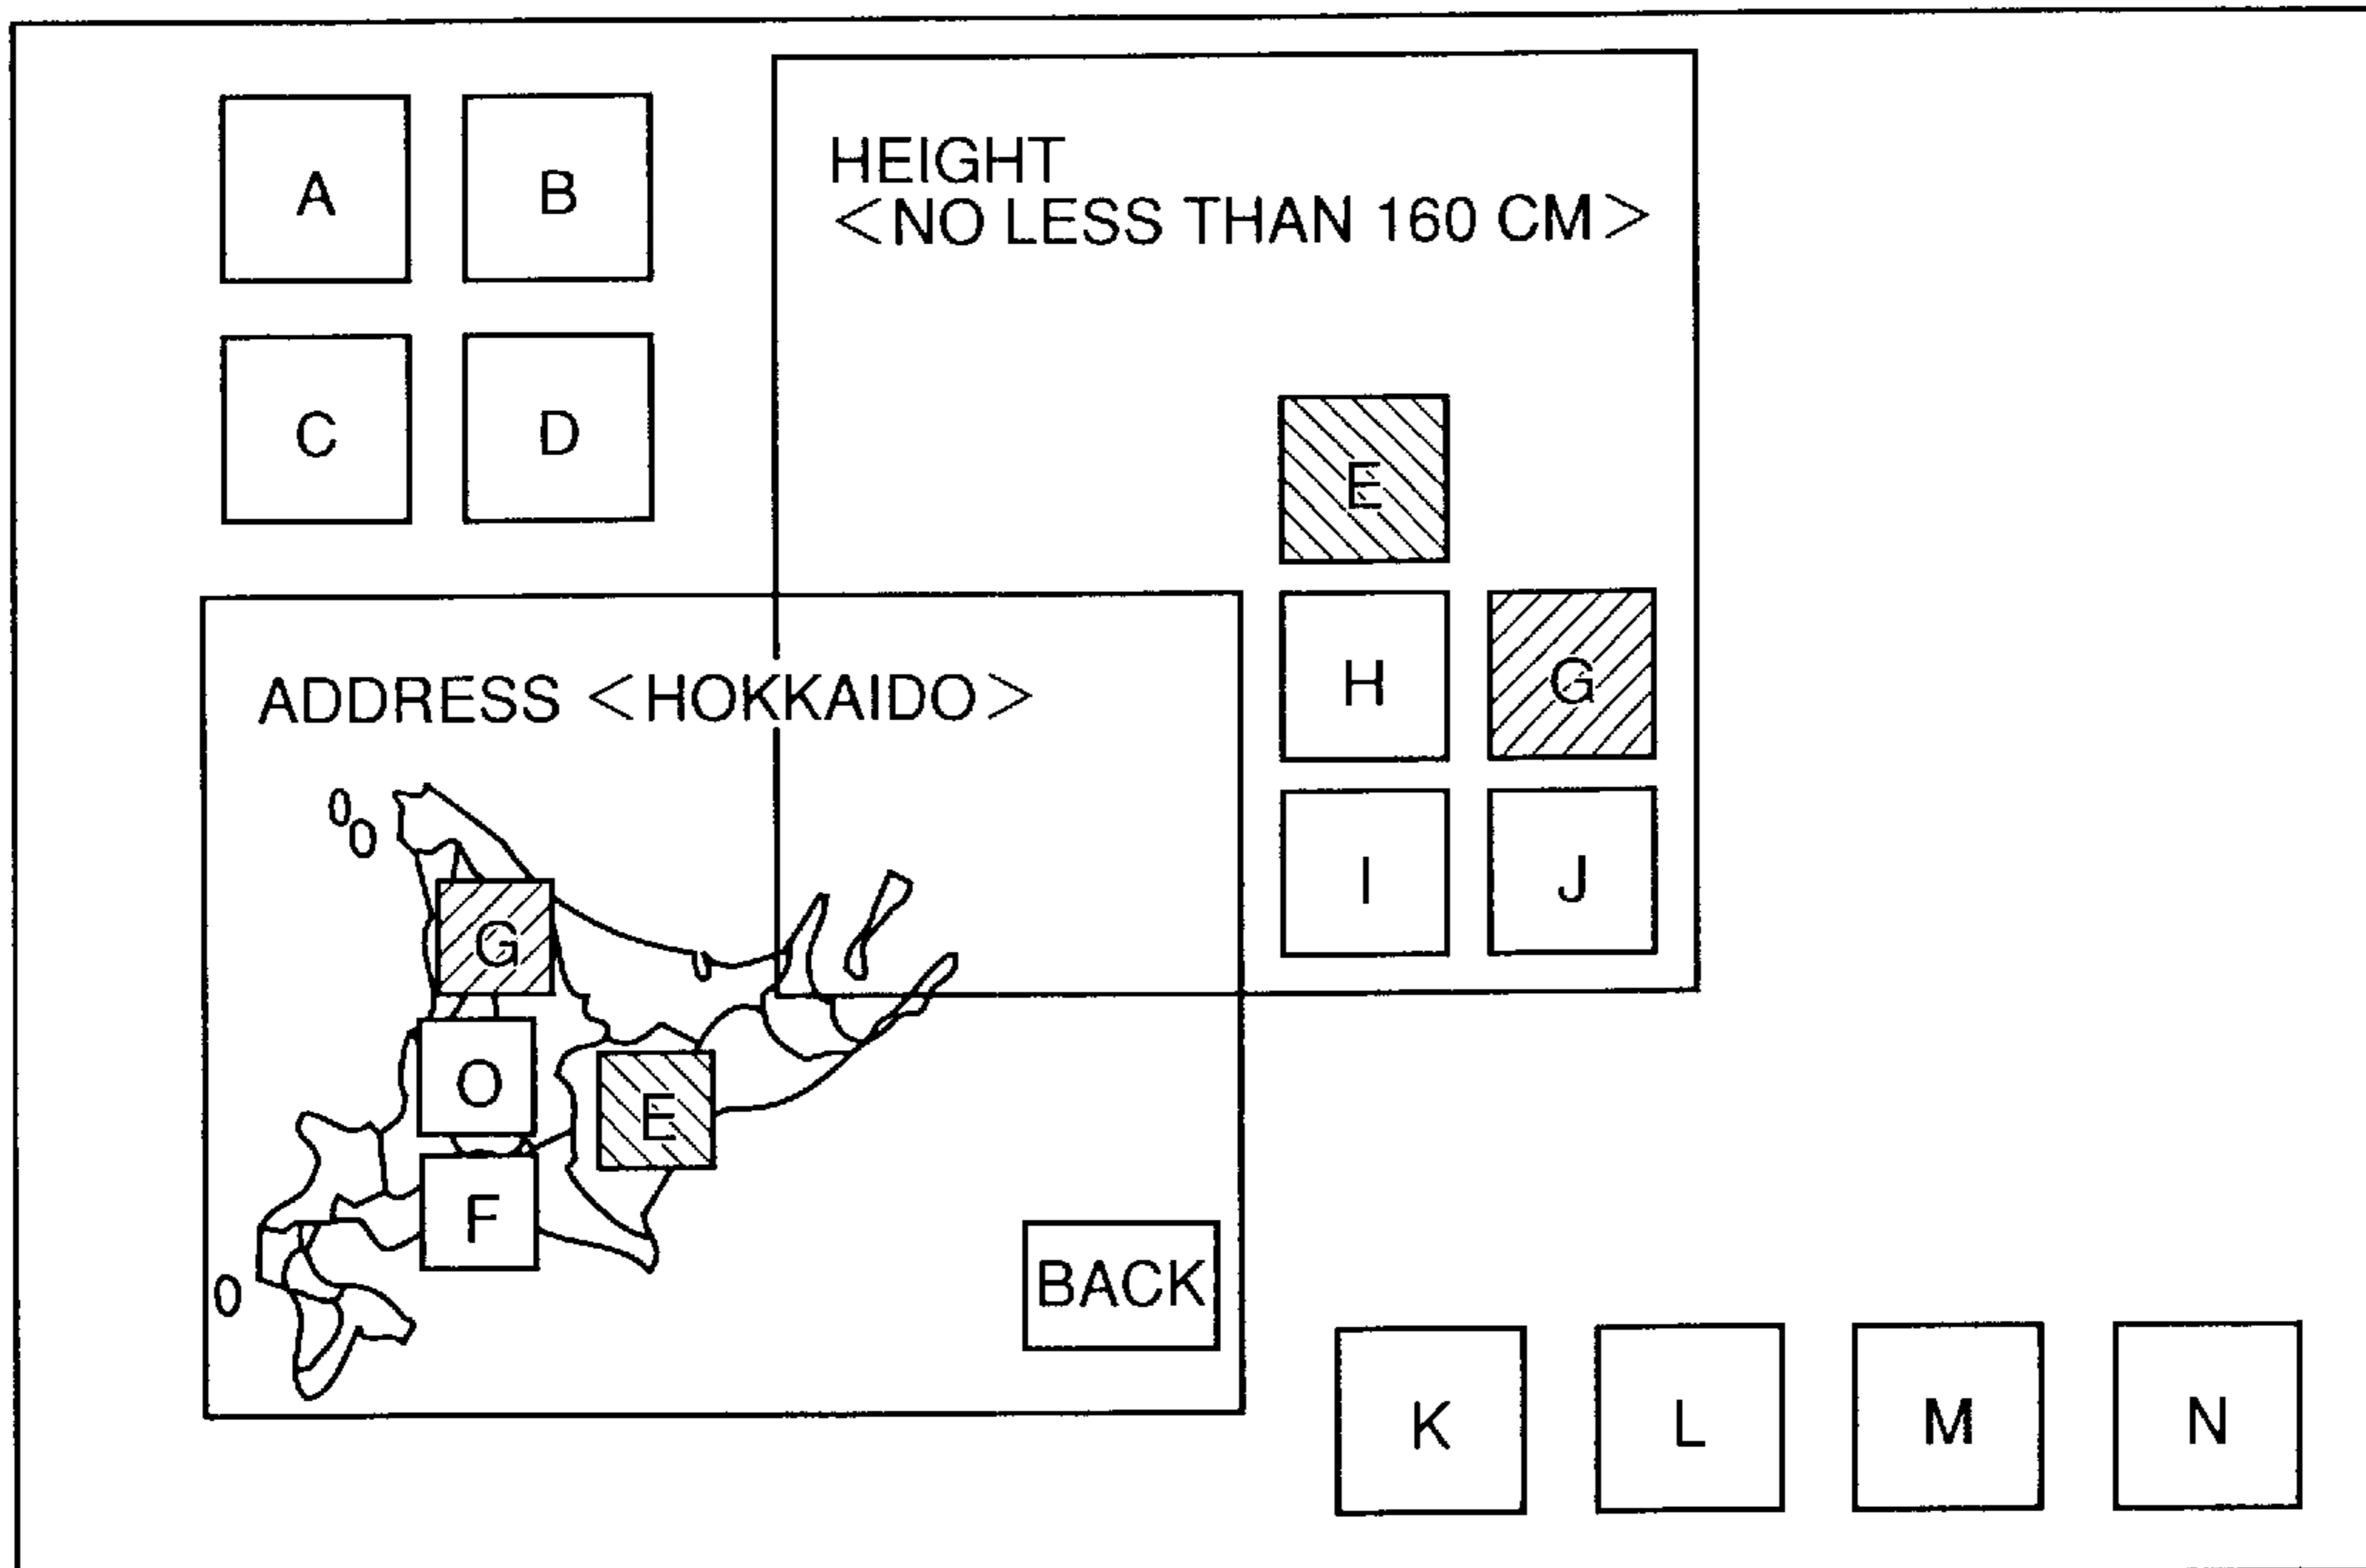 A B
HEIGHT
<NO LESS THAN 160 CM>
C D
E
H G
I J
ADDRESS <HOKKAIDO>
G
O
E
F
BACK
K L M N